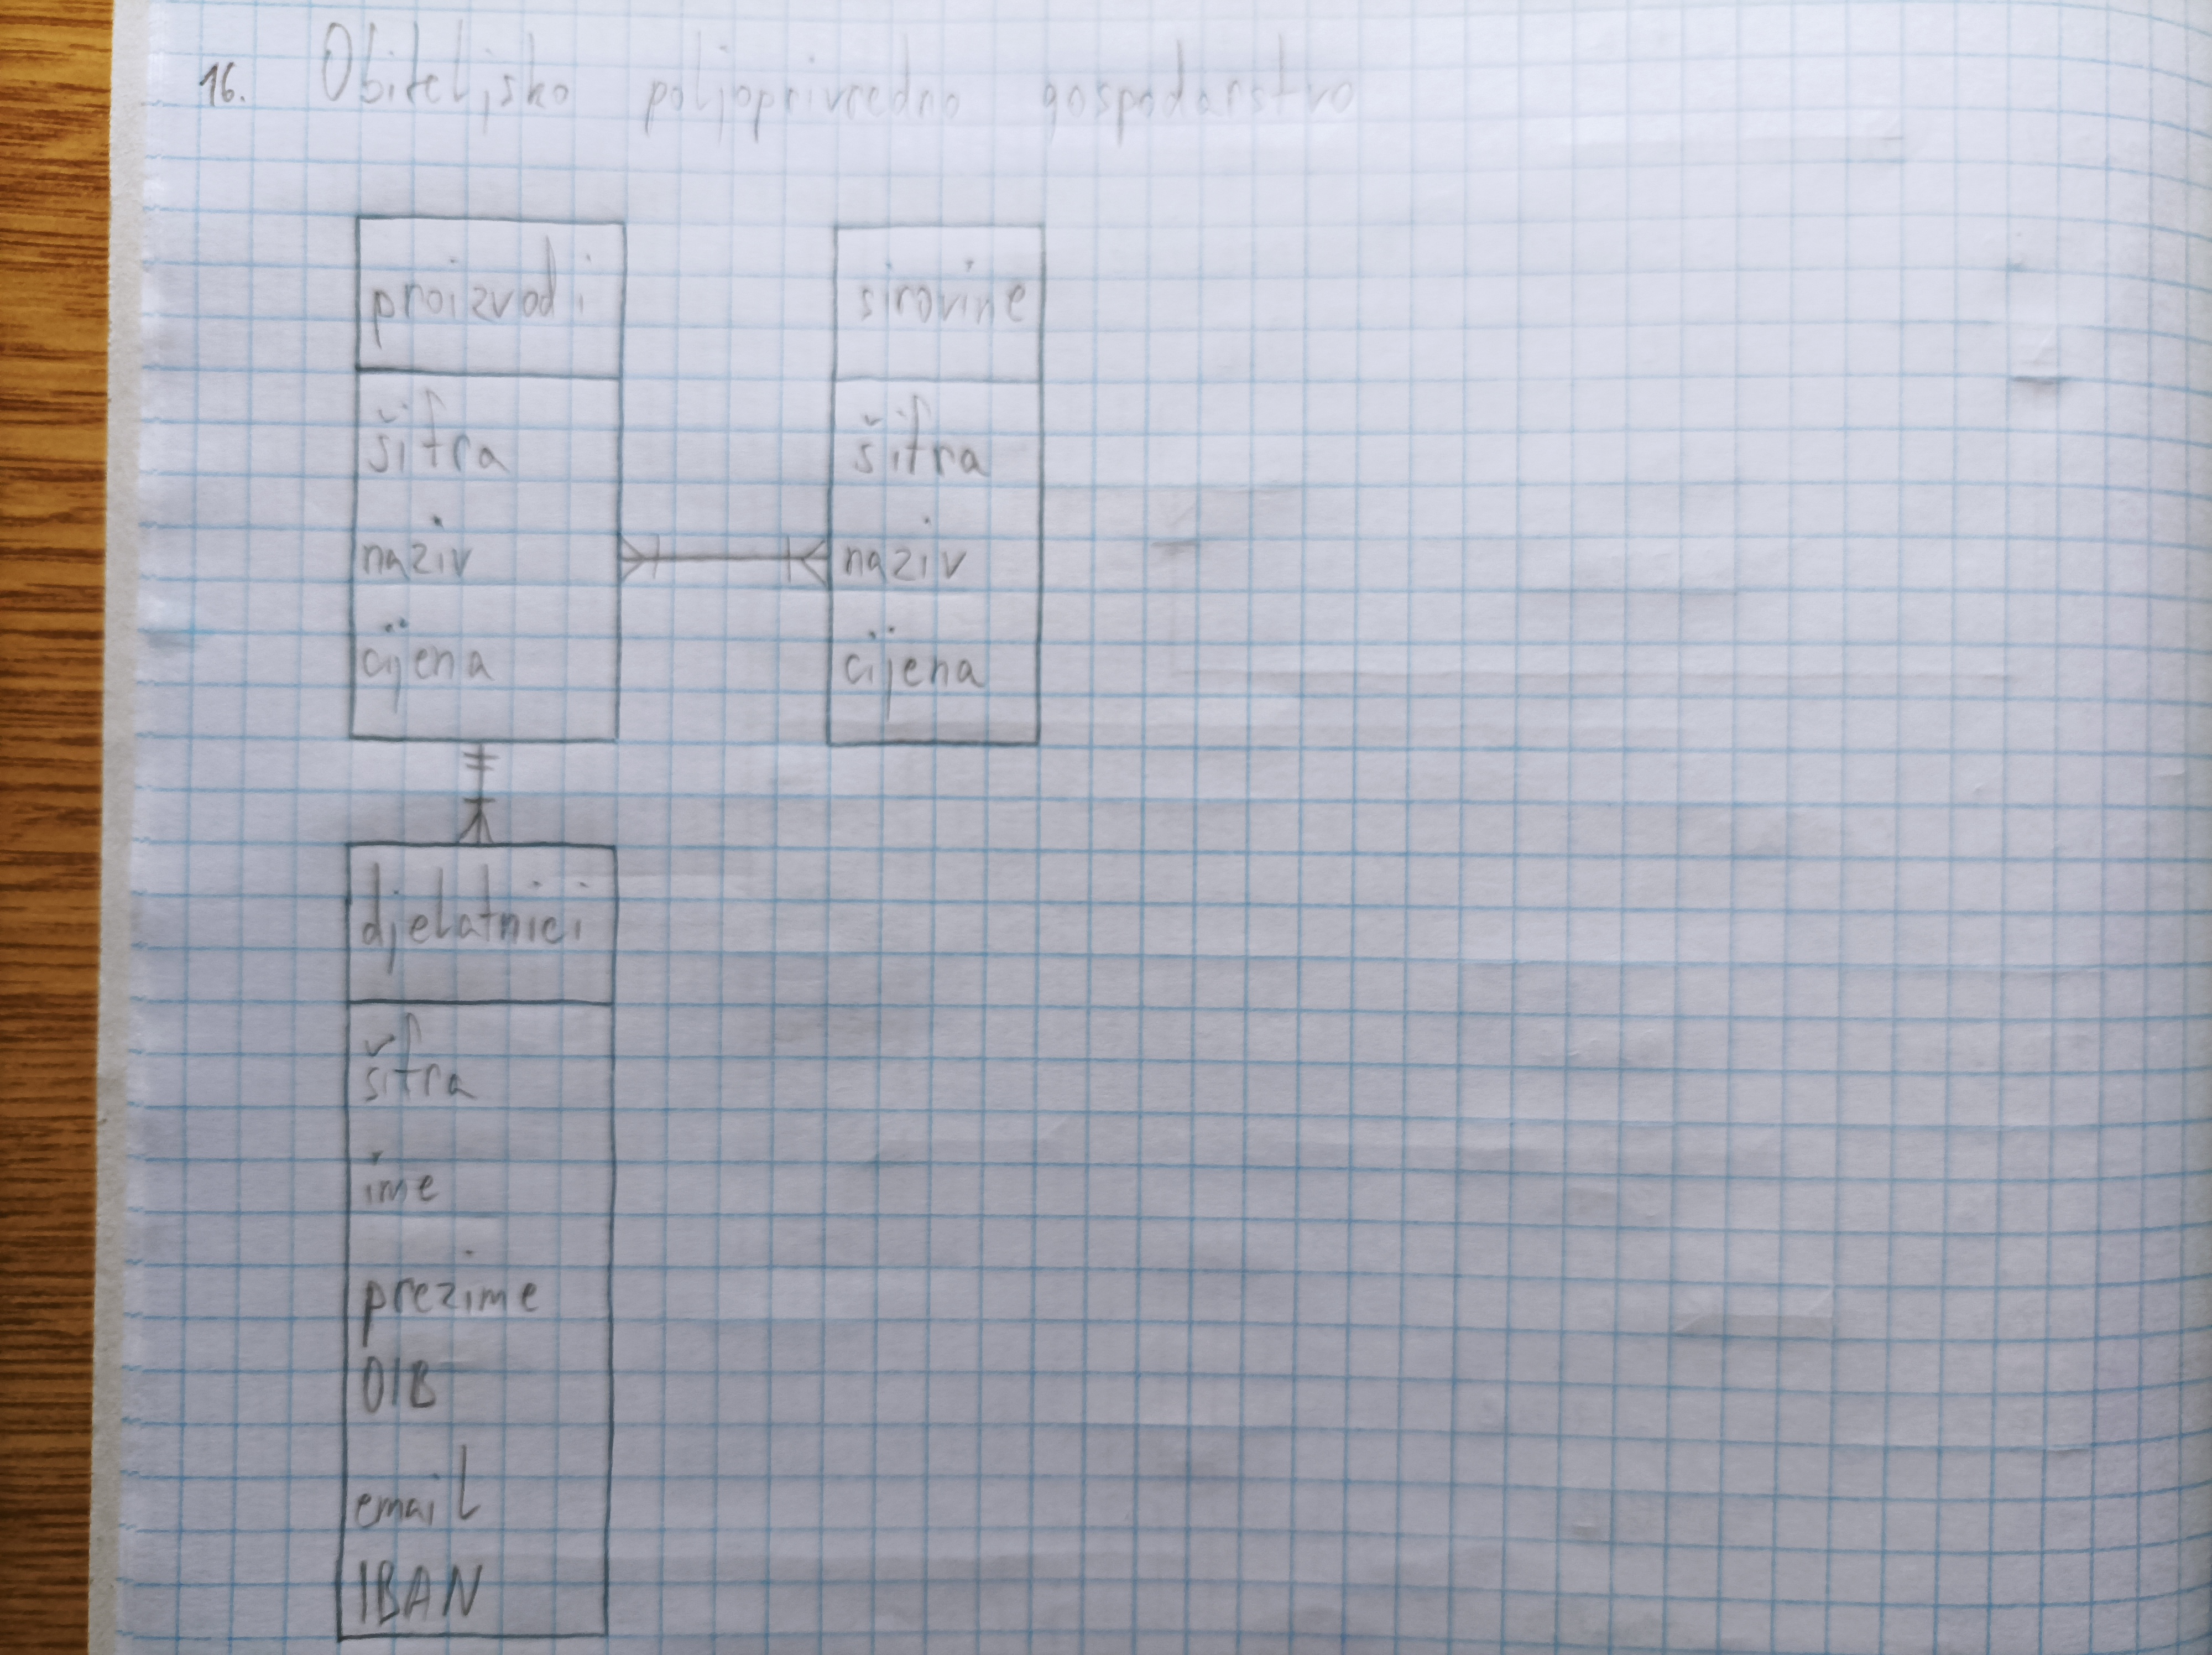 16. Obiteljsko poljoprivredno gospodarstvo
proizvodi
šifra
naziv
cijena
sirovine
šifra
naziv
cijena
djelatnici
šifra
ime
prezime
OIB
email
IBAN